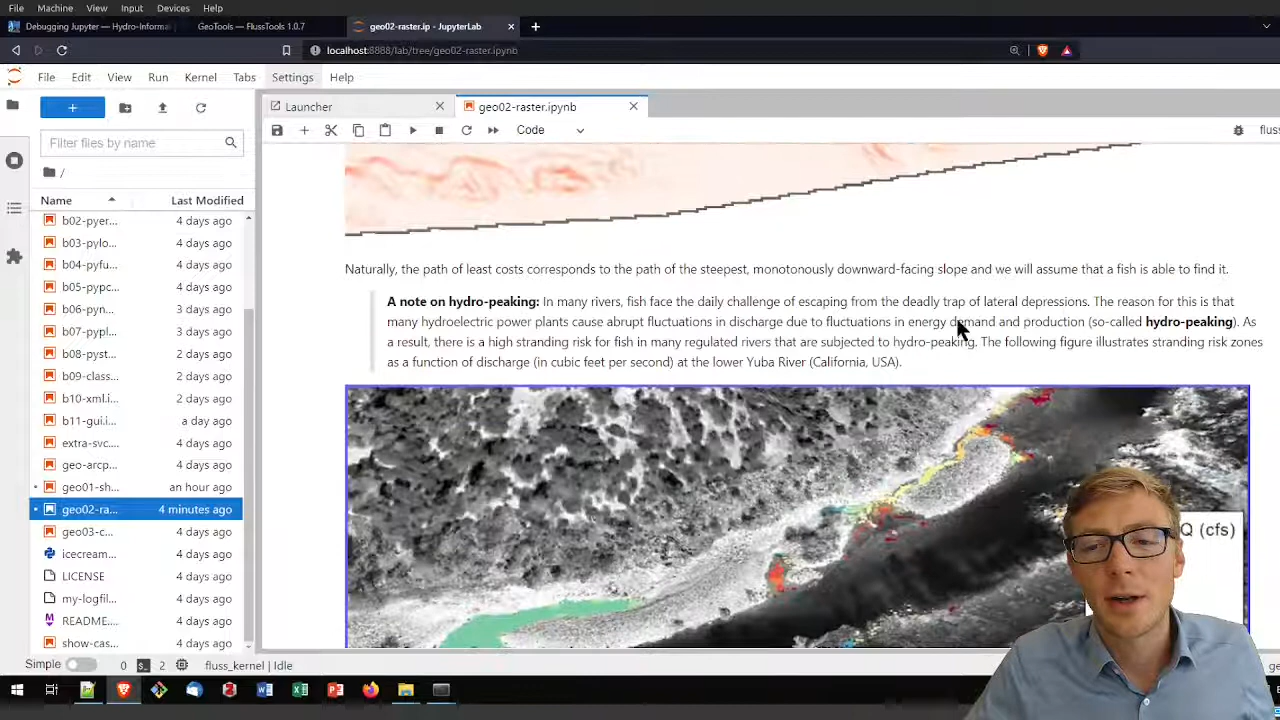 File Machine View Input Devices Help
Debugging Jupyter — Hydro-Informa
GeoTools — FlussTools 1.0.7
geo02-raster.ip - JupyterLab
localhost:8888/lab/tree/geo02-raster.ipynb
File Edit View Run Kernel Tabs Settings Help
Launcher
geo02-raster.ipynb
Code
fluss
Filter files by name
/
Name Last Modified
b02-pyer... 4 days ago
b03-pylo... 4 days ago
b04-pyfu... 4 days ago
b05-pypc... 4 days ago
b06-pyn... 3 days ago
b07-pypl... 3 days ago
b08-pyst... 2 days ago
b09-class... 2 days ago
b10-xml.i... 2 days ago
b11-gui.i... a day ago
extra-svc... 4 days ago
geo-arcp... 4 days ago
geo01-sh... an hour ago
geo02-ra... 4 minutes ago
geo03-c... 4 days ago
icecream... 4 days ago
LICENSE 4 days ago
my-logfil... 4 days ago
README... 4 days ago
show-cas... 4 days ago
Naturally, the path of least costs corresponds to the path of the steepest, monotonously downward-facing slope and we will assume that a fish is able to find it.
A note on hydro-peaking: In many rivers, fish face the daily challenge of escaping from the deadly trap of lateral depressions. The reason for this is that
many hydroelectric power plants cause abrupt fluctuations in discharge due to fluctuations in energy demand and production (so-called hydro-peaking). As
a result, there is a high stranding risk for fish in many regulated rivers that are subjected to hydro-peaking. The following figure illustrates stranding risk zones
as a function of discharge (in cubic feet per second) at the lower Yuba River (California, USA).
Q (cfs)
Simple 0 2 fluss_kernel | Idle
ge